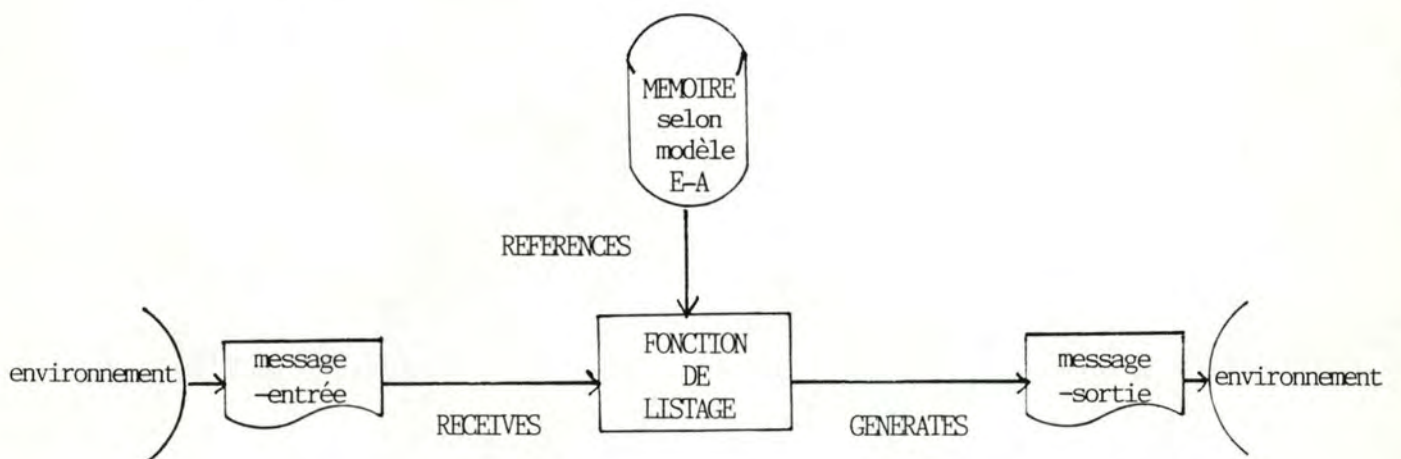 MEMOIRE
selon
modèle
E-A
REFERENCES
environnement
message
-entrée
RECEIVES
FONCTION
DE
LISTAGE
GENERATES
message
-sortie
environnement